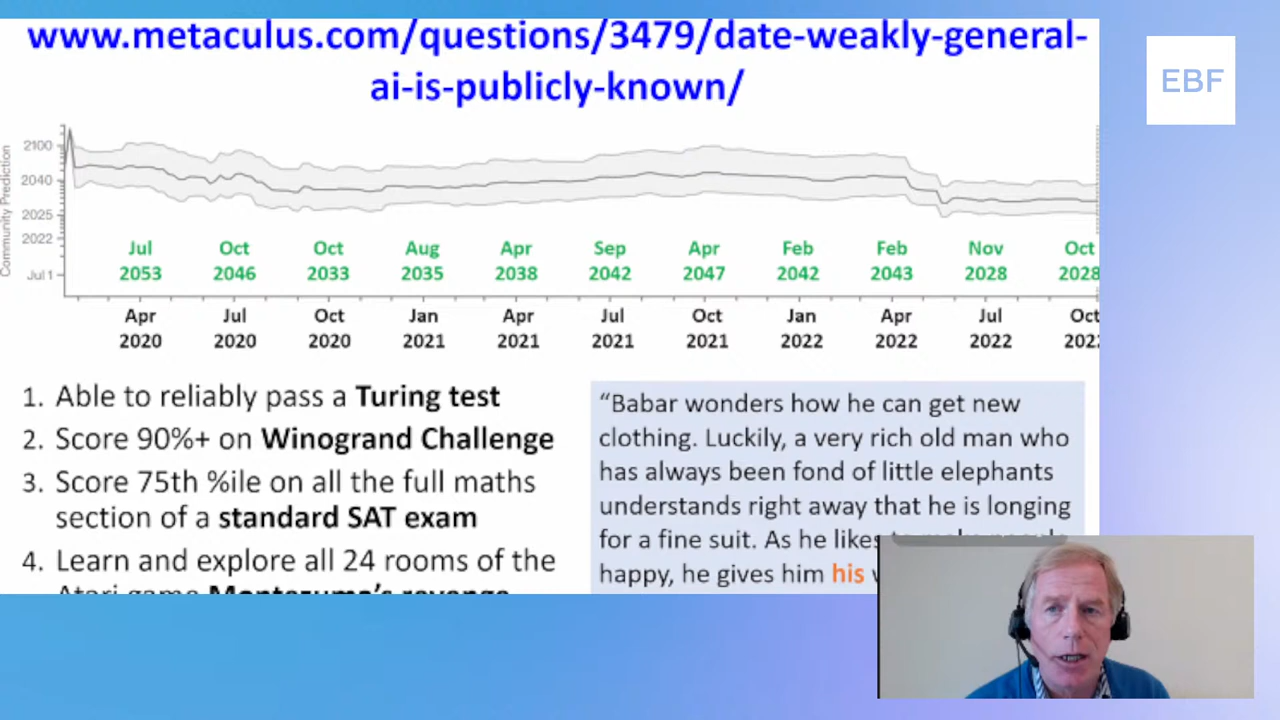 www.metaculus.com/questions/3479/date-weakly-general-
ai-is-publicly-known/
EBF
Community Prediction
2100
2040
2025
2022
Jul 1
Jul Oct Oct Aug Apr Sep Apr Feb Feb Nov Oct
2053 2046 2033 2035 2038 2042 2047 2042 2043 2028 2028
Apr Jul Oct Jan Apr Jul Oct Jan Apr Jul Oct
2020 2020 2020 2021 2021 2021 2021 2022 2022 2022 2022
1. Able to reliably pass a Turing test
2. Score 90%+ on Winogrand Challenge
3. Score 75th %ile on all the full maths
section of a standard SAT exam
4. Learn and explore all 24 rooms of the
Atari game Montezuma's revenge
“Babar wonders how he can get new
clothing. Luckily, a very rich old man who
has always been fond of little elephants
understands right away that he is longing
for a fine suit. As he likes
happy, he gives him his